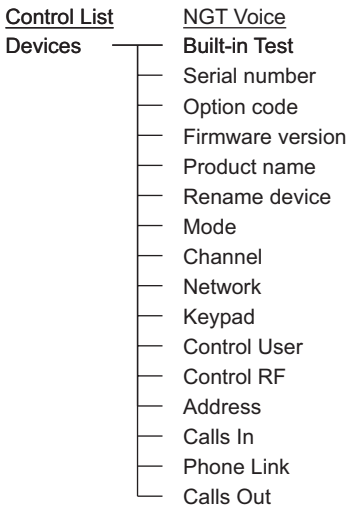 Control List NGT Voice
Devices Built-in Test
Serial number
Option code
Firmware version
Product name
Rename device
Mode
Channel
Network
Keypad
Control User
Control RF
Address
Calls In
Phone Link
Calls Out